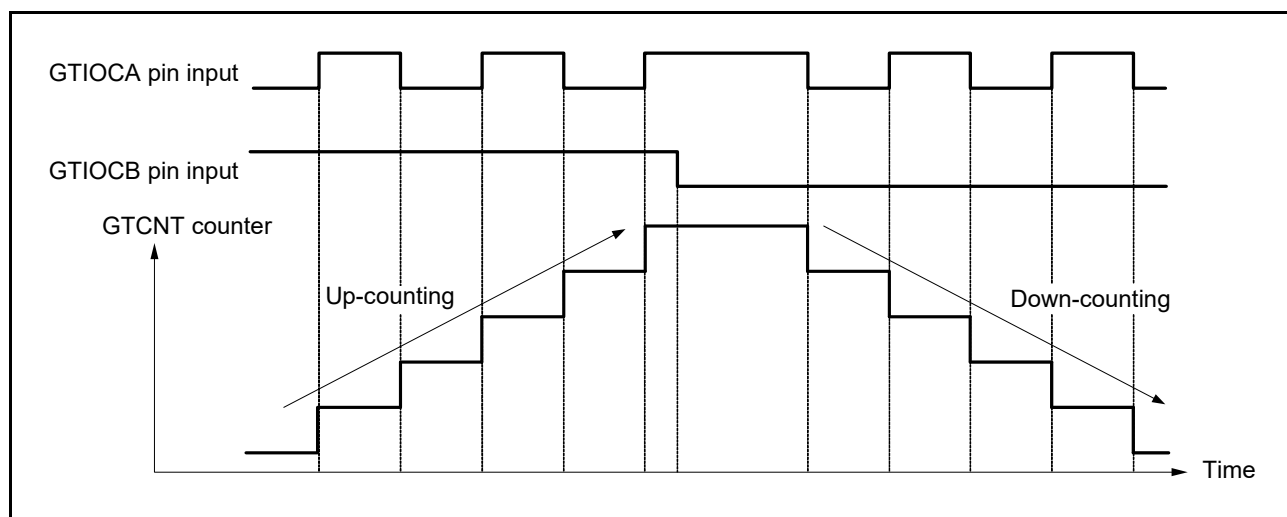 GTIOCA pin input
GTIOCB pin input
GTCNT counter
Up-counting
Down-counting
Time